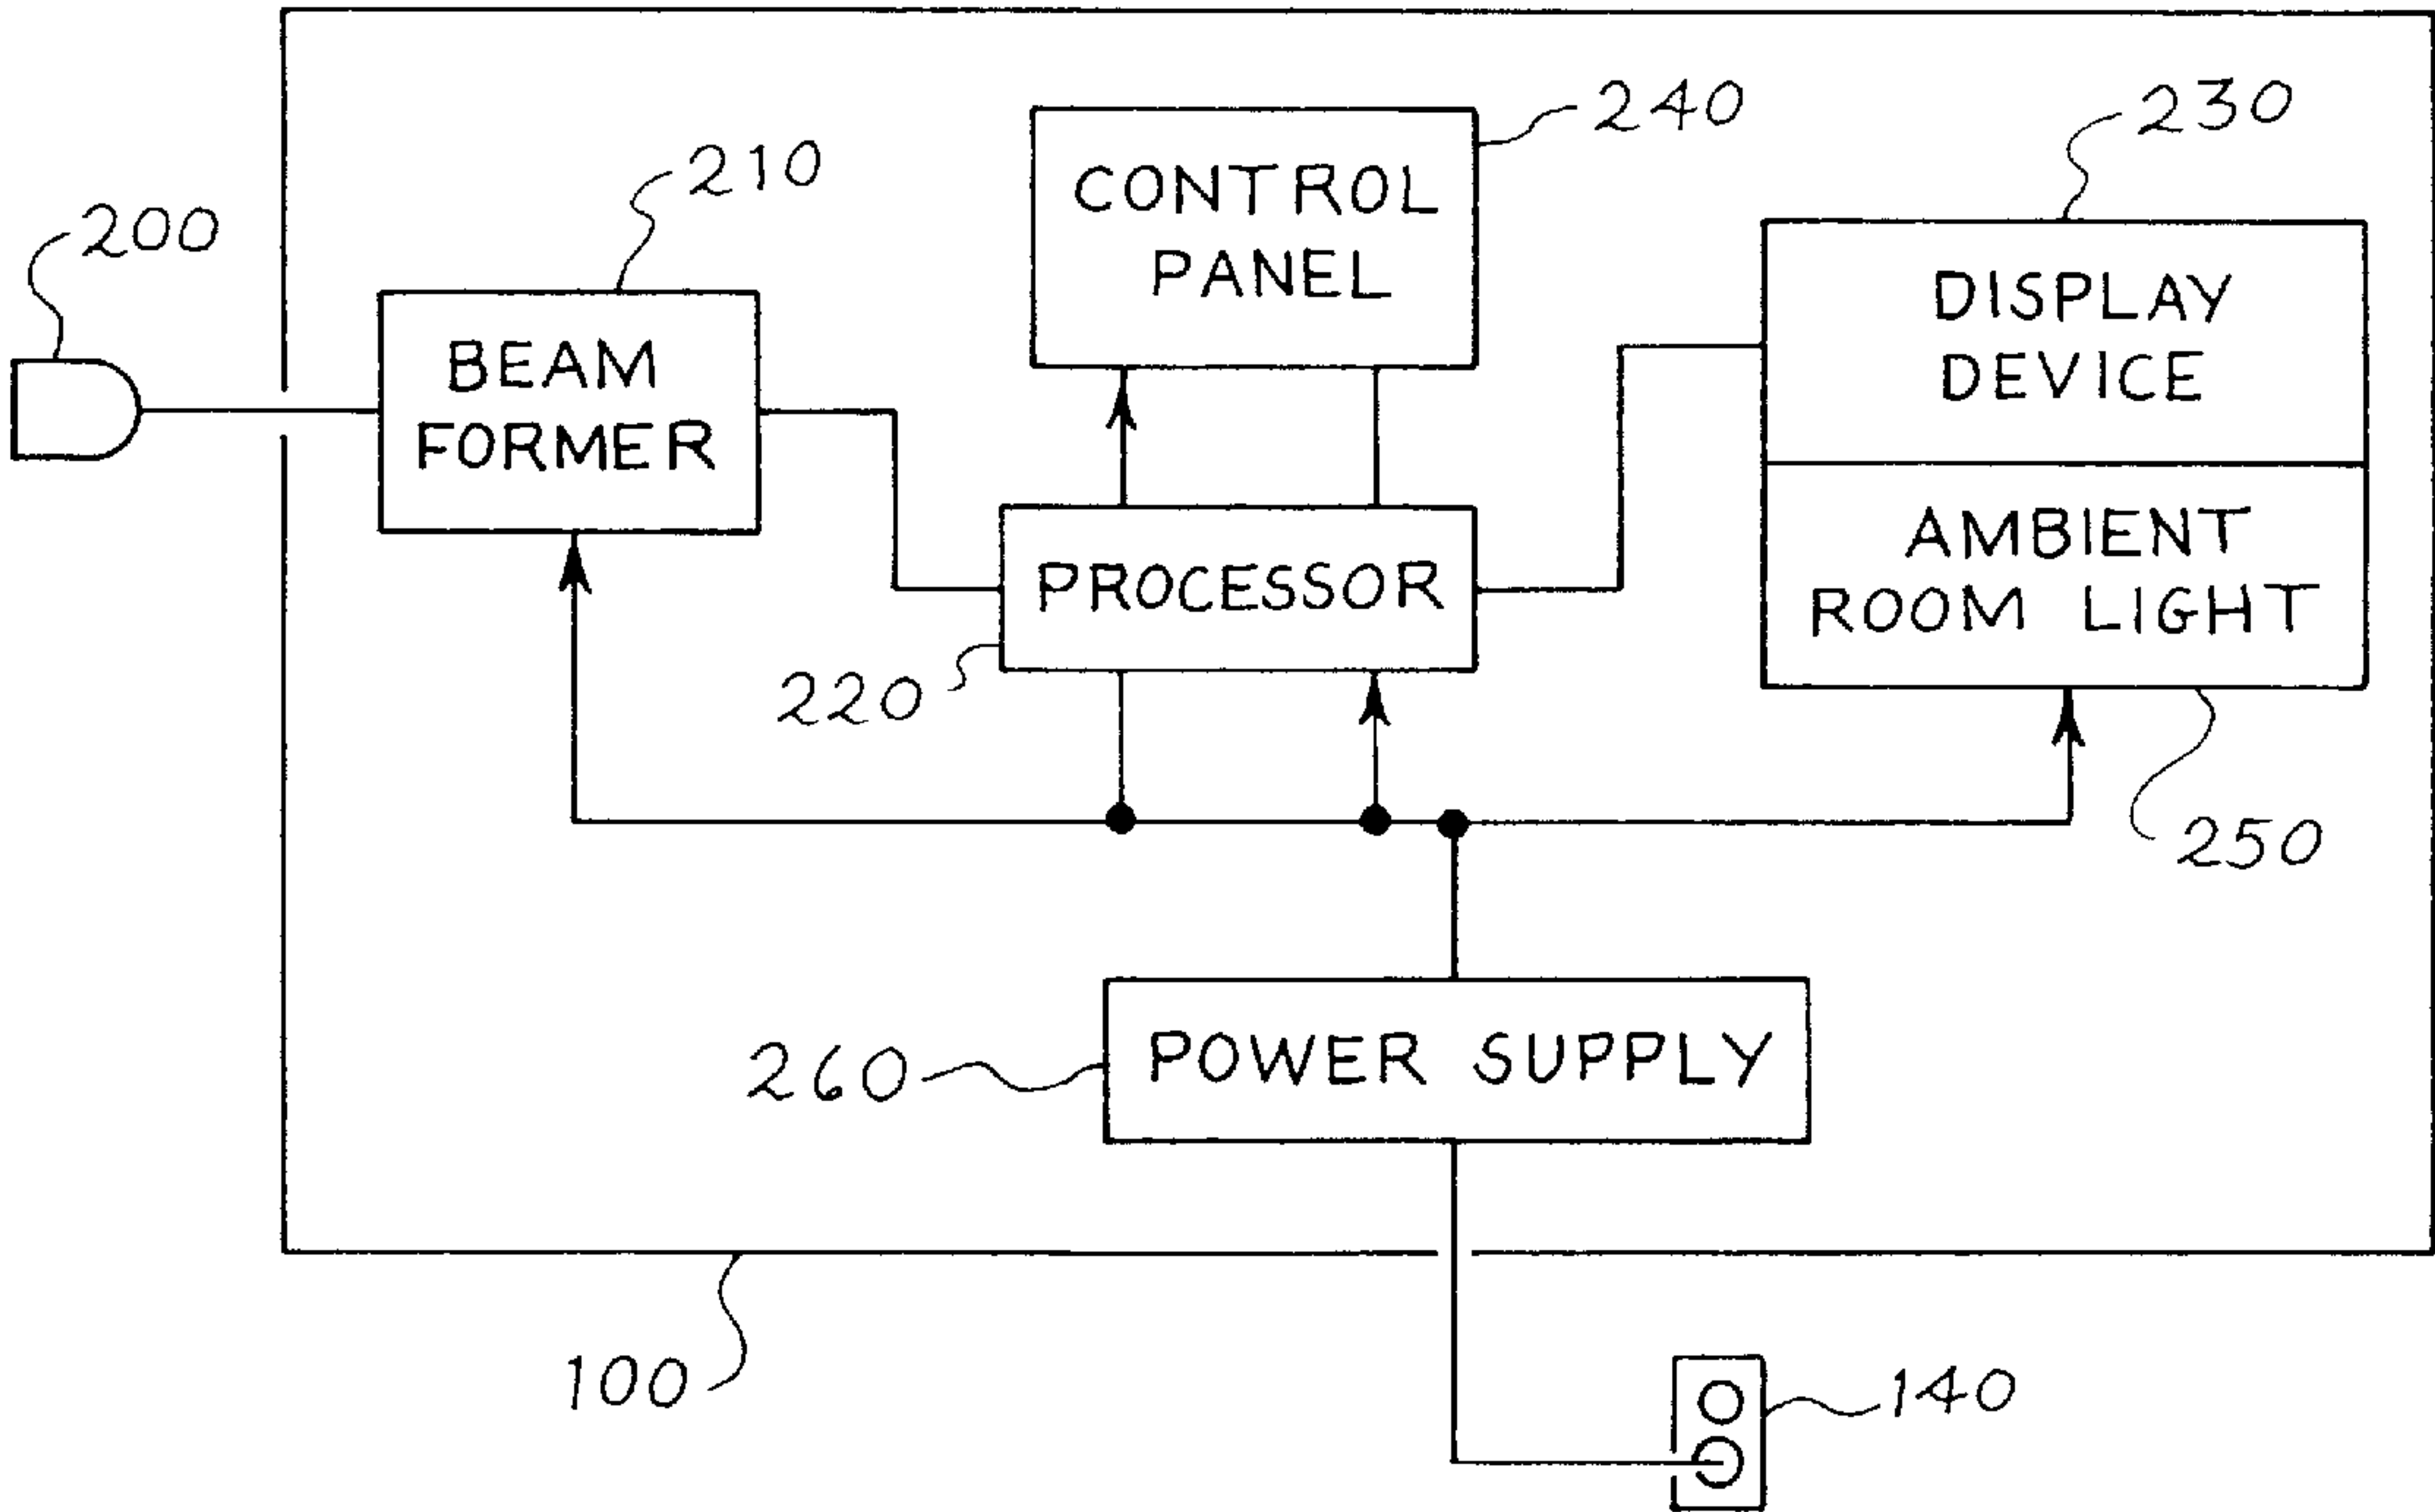 240
230
210
CONTROL
PANEL
200
DISPLAY
DEVICE
BEAM
FORMER
AMBIENT
ROOM LIGHT
PROCESSOR
220
250
260
POWER SUPPLY
100
140